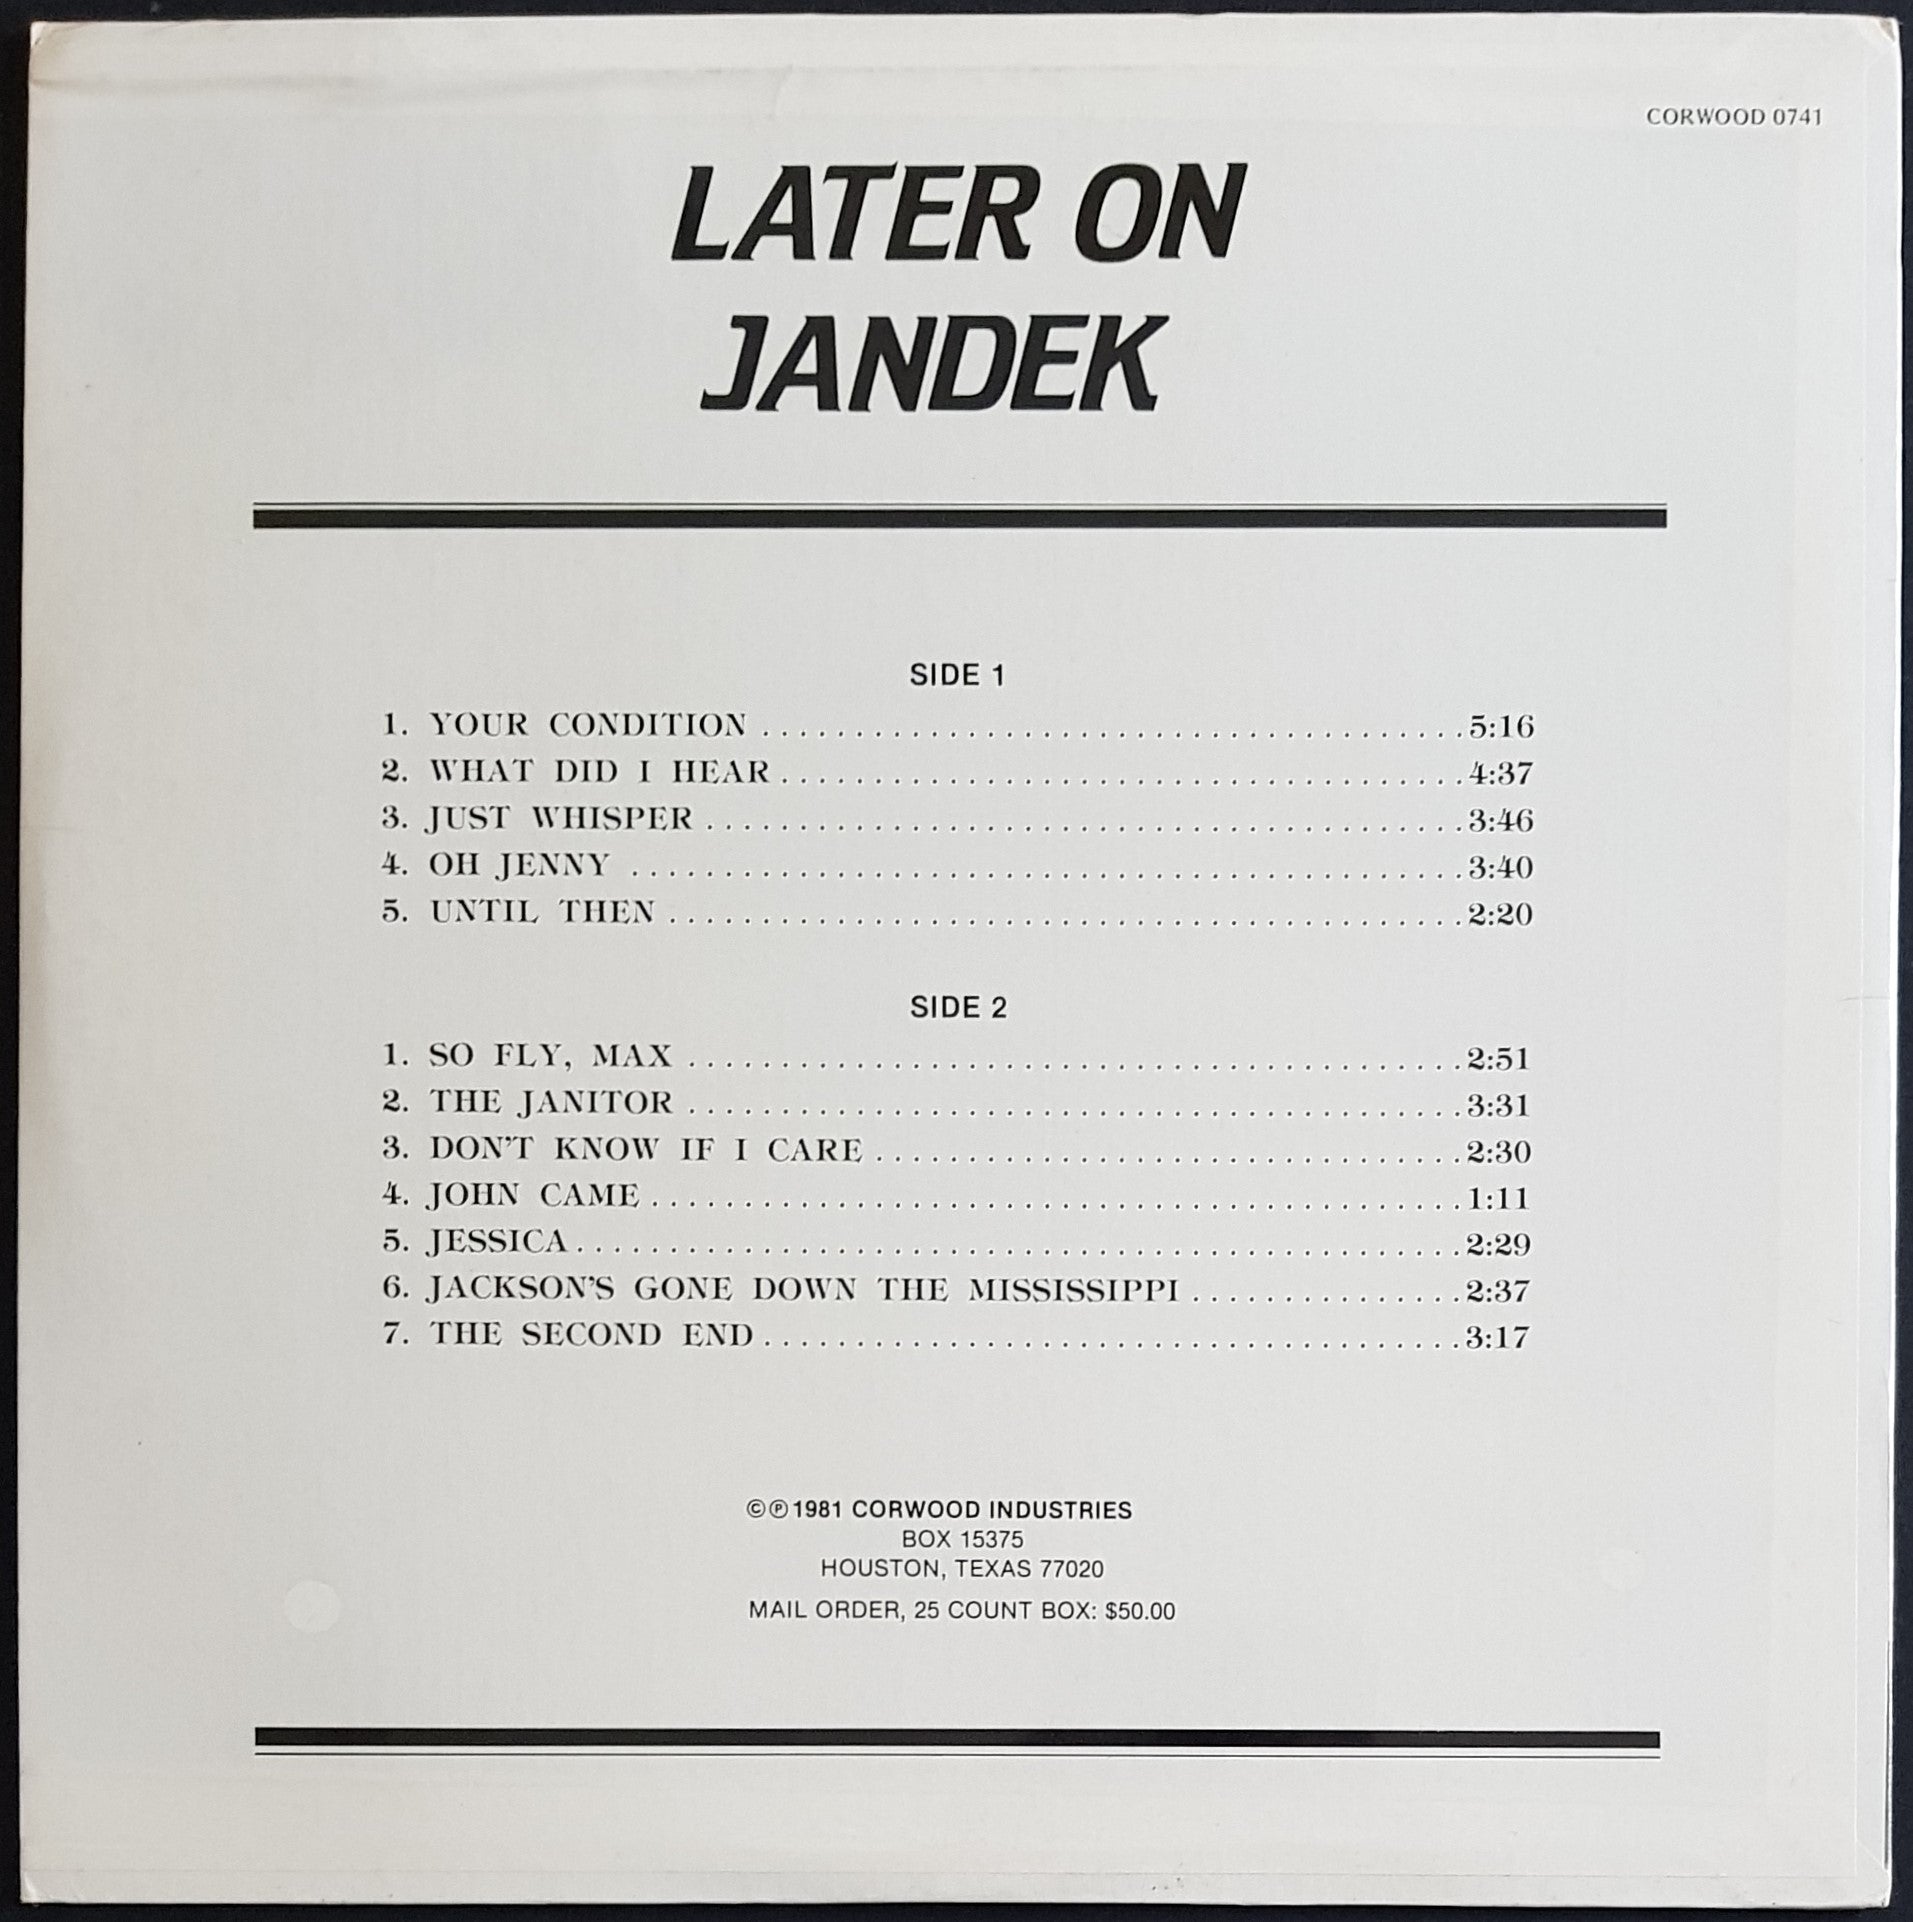 CORWOOD 0741
LATER ON
JANDEK
SIDE 1
1. YOUR CONDITION ........................................ 5:16
2. WHAT DID I HEAR ....................................... 4:37
3. JUST WHISPER ........................................... 3:46
4. OH JENNY ............................................... 3:40
5. UNTIL THEN ............................................. 2:20
SIDE 2
1. SO FLY, MAX ............................................ 2:51
2. THE JANITOR ............................................ 3:31
3. DON'T KNOW IF I CARE .................................. 2:30
4. JOHN CAME .............................................. 1:11
5. JESSICA ................................................ 2:29
6. JACKSON'S GONE DOWN THE MISSISSIPPI ............... 2:37
7. THE SECOND END ........................................ 3:17
©℗1981 CORWOOD INDUSTRIES
BOX 15375
HOUSTON, TEXAS 77020
MAIL ORDER, 25 COUNT BOX: $50.00